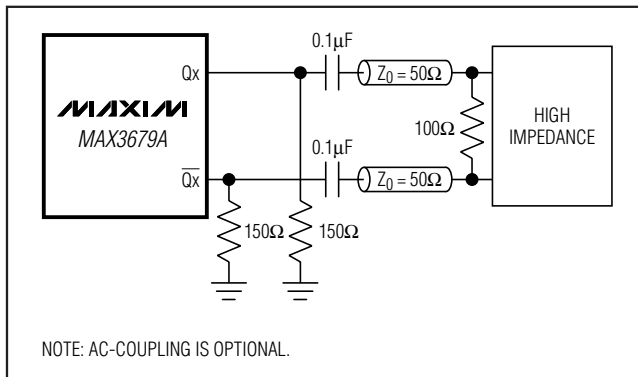 0.1µF
Qx
Z0 = 50Ω
MAXIM
MAX3679A
100Ω
HIGH
IMPEDANCE
0.1µF
Q̅x̅
Z0 = 50Ω
150Ω
150Ω
NOTE: AC-COUPLING IS OPTIONAL.